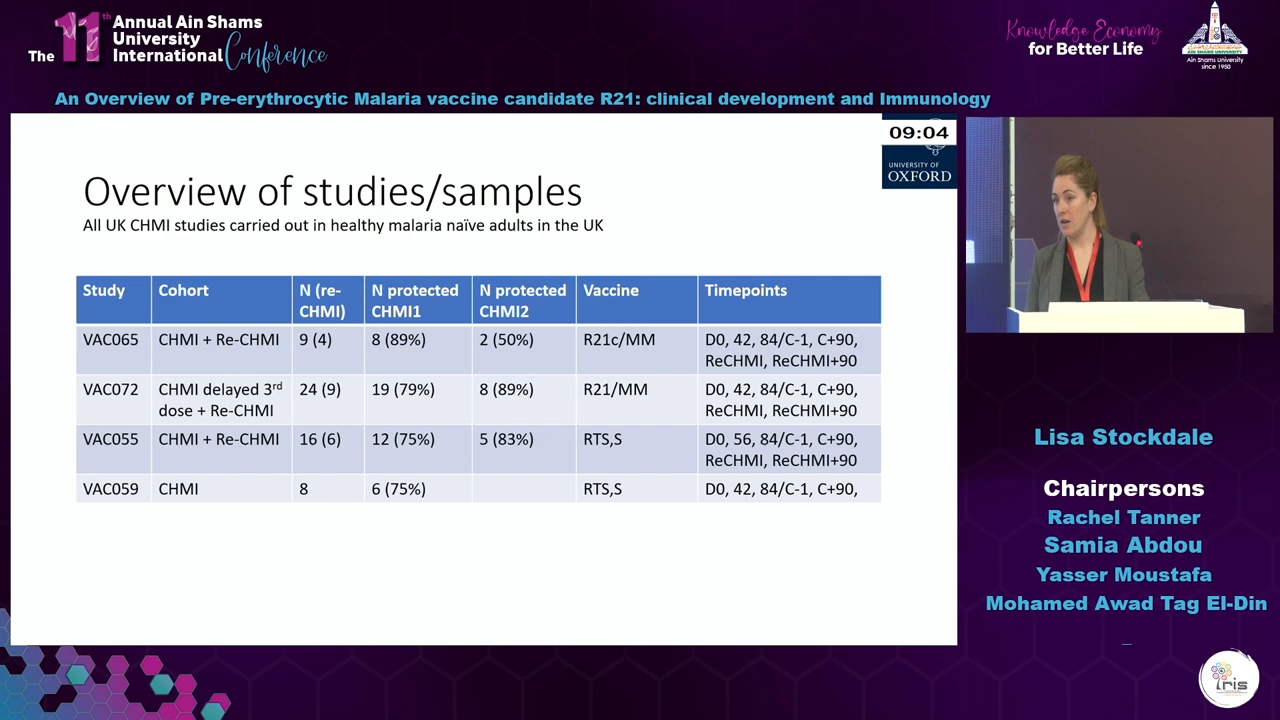 The 11th Annual Ain Shams
University
International Conference
Knowledge Economy
for Better Life
AIN SHAMS UNIVERSITY
Ain Shams University
since 1950
An Overview of Pre-erythrocytic Malaria vaccine candidate R21: clinical development and Immunology
09:04
UNIVERSITY OF
OXFORD
Overview of studies/samples
All UK CHMI studies carried out in healthy malaria naïve adults in the UK
Study Cohort N (re-CHMI) N protected CHMI1 N protected CHMI2 Vaccine Timepoints
VAC065 CHMI + Re-CHMI 9 (4) 8 (89%) 2 (50%) R21c/MM D0, 42, 84/C-1, C+90, ReCHMI, ReCHMI+90
VAC072 CHMI delayed 3rd dose + Re-CHMI 24 (9) 19 (79%) 8 (89%) R21/MM D0, 42, 84/C-1, C+90, ReCHMI, ReCHMI+90
VAC055 CHMI + Re-CHMI 16 (6) 12 (75%) 5 (83%) RTS,S D0, 56, 84/C-1, C+90, ReCHMI, ReCHMI+90
VAC059 CHMI 8 6 (75%) RTS,S D0, 42, 84/C-1, C+90,
Lisa Stockdale
Chairpersons
Rachel Tanner
Samia Abdou
Yasser Moustafa
Mohamed Awad Tag El-Din
iris